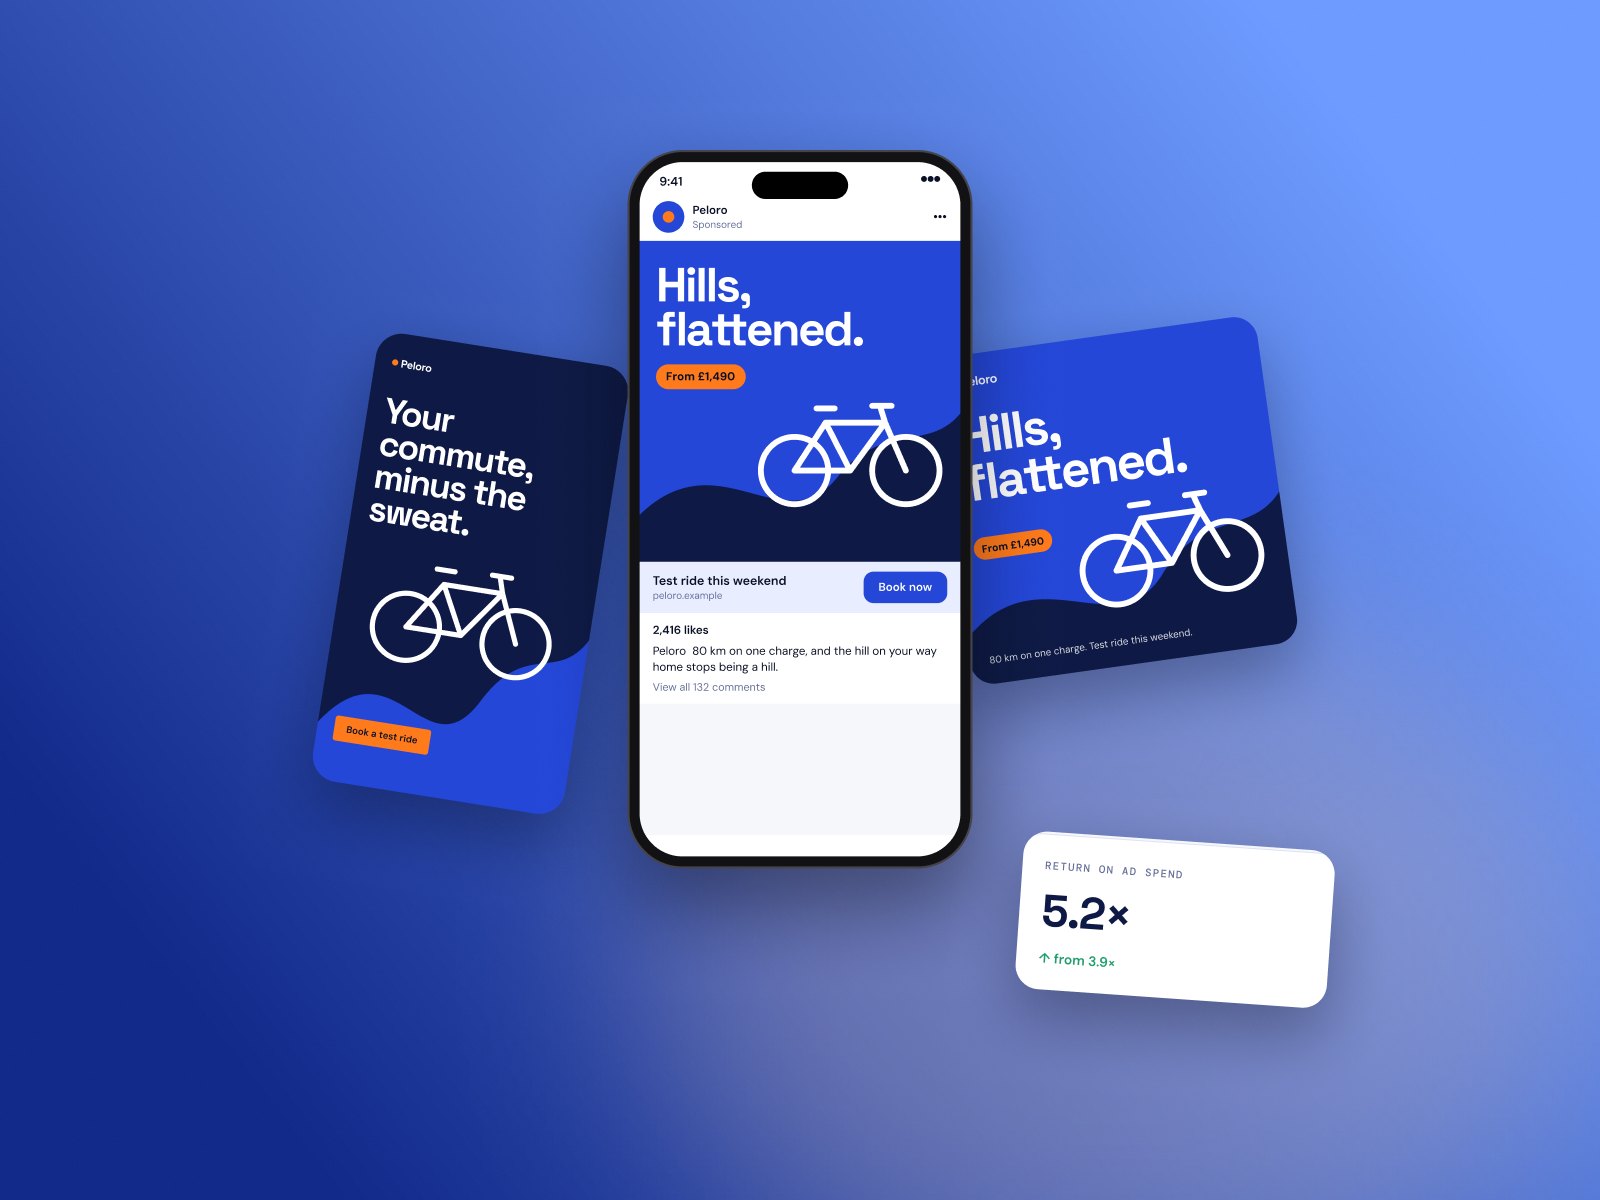 Peloro
Your
commute,
minus the
sweat.
Book a test ride
9:41
Peloro
Sponsored
Hills,
flattened.
From £1,490
Test ride this weekend
peloro.example
Book now
2,416 likes
Peloro 80 km on one charge, and the hill on your way
home stops being a hill.
View all 132 comments
eloro
Hills,
flattened.
From £1,490
80 km on one charge. Test ride this weekend.
RETURN ON AD SPEND
5.2×
↑ from 3.9×